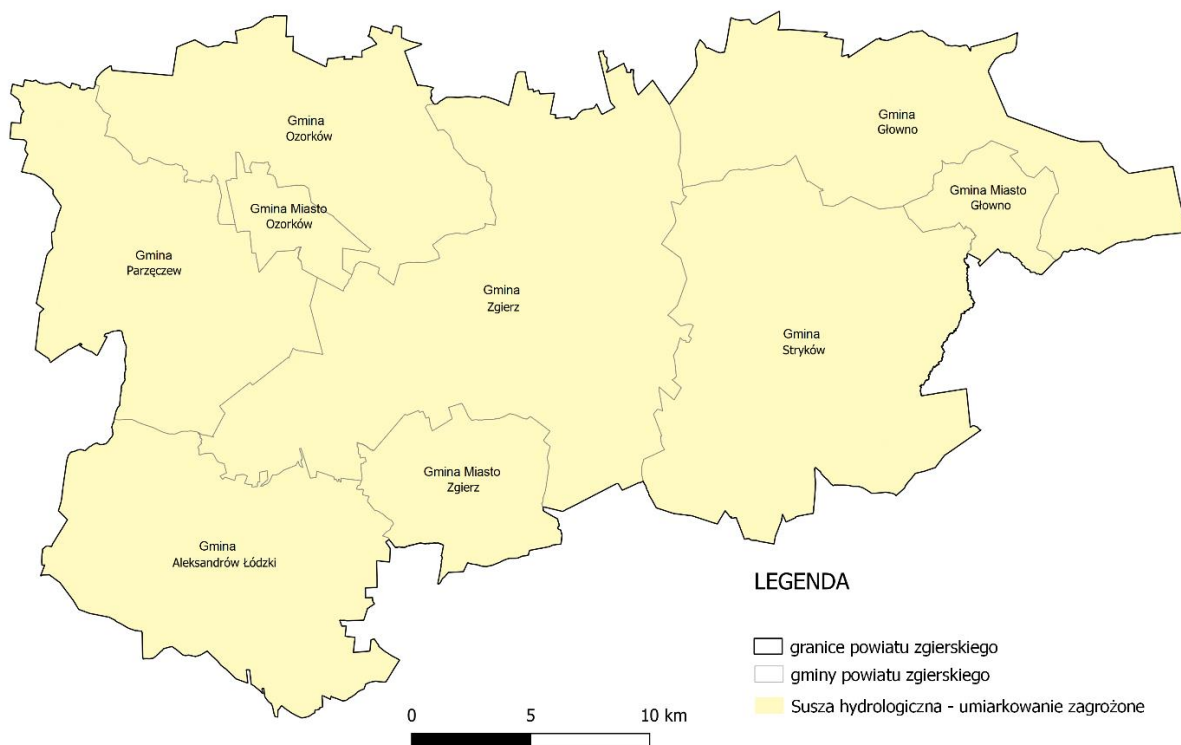 Gmina
Ozorków
Gmina
Głowno
Gmina Miasto
Głowno
Gmina Miasto
Ozorków
Gmina
Parzęczew
Gmina
Zgierz
Gmina
Stryków
Gmina Miasto
Zgierz
Gmina
Aleksandrów Łódzki
LEGENDA
granice powiatu zgierskiego
gminy powiatu zgierskiego
Susza hydrologiczna - umiarkowanie zagrożone
0 5 10 km